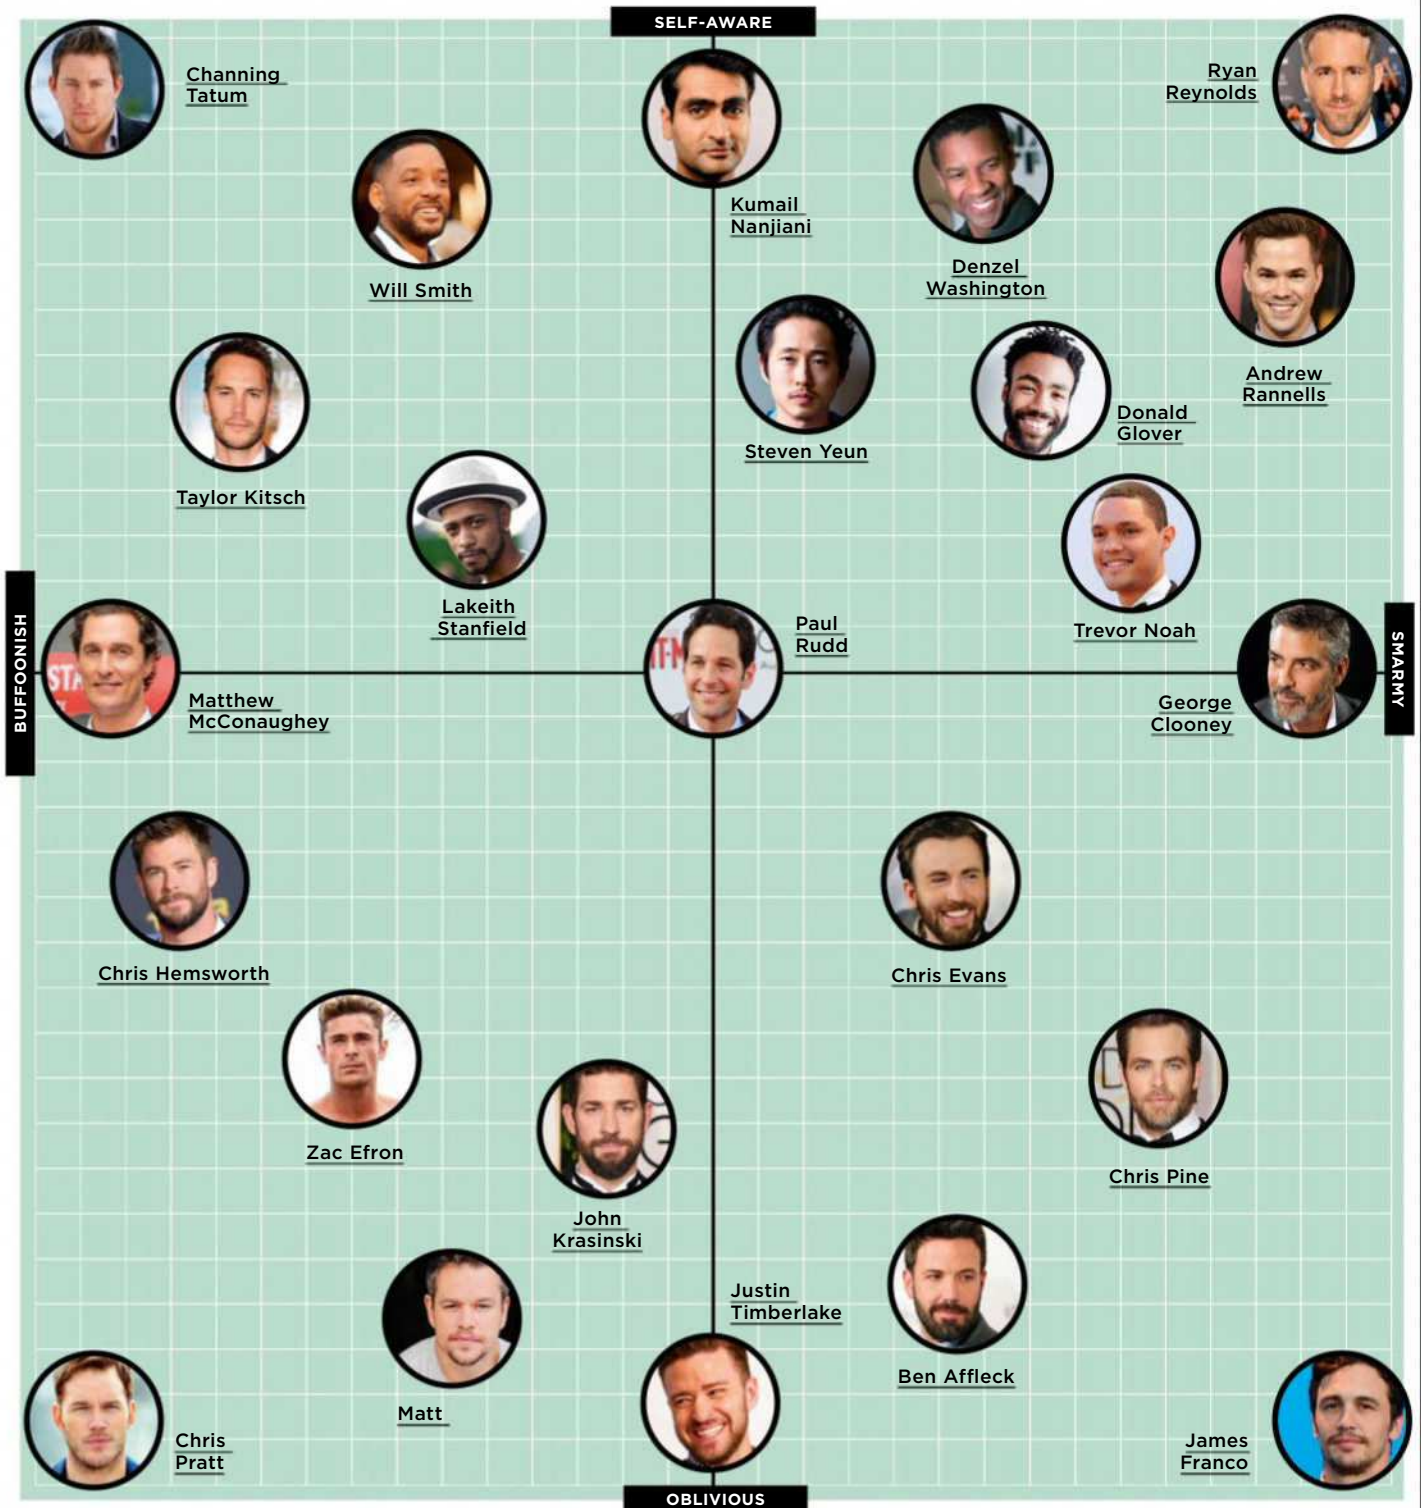 SELF-AWARE
Channing
Tatum
Ryan
Reynolds
Kumail
Nanjiani
Will Smith
Denzel
Washington
Andrew
Rannells
Donald
Glover
Steven Yeun
Taylor Kitsch
Lakeith
Stanfield
Paul
Rudd
Trevor Noah
BUFFOONISH
SMARMY
Matthew
McConaughey
George
Clooney
Chris Hemsworth
Chris Evans
Zac Efron
Chris Pine
John
Krasinski
Justin
Timberlake
Ben Affleck
Matt
Chris
Pratt
James
Franco
OBLIVIOUS